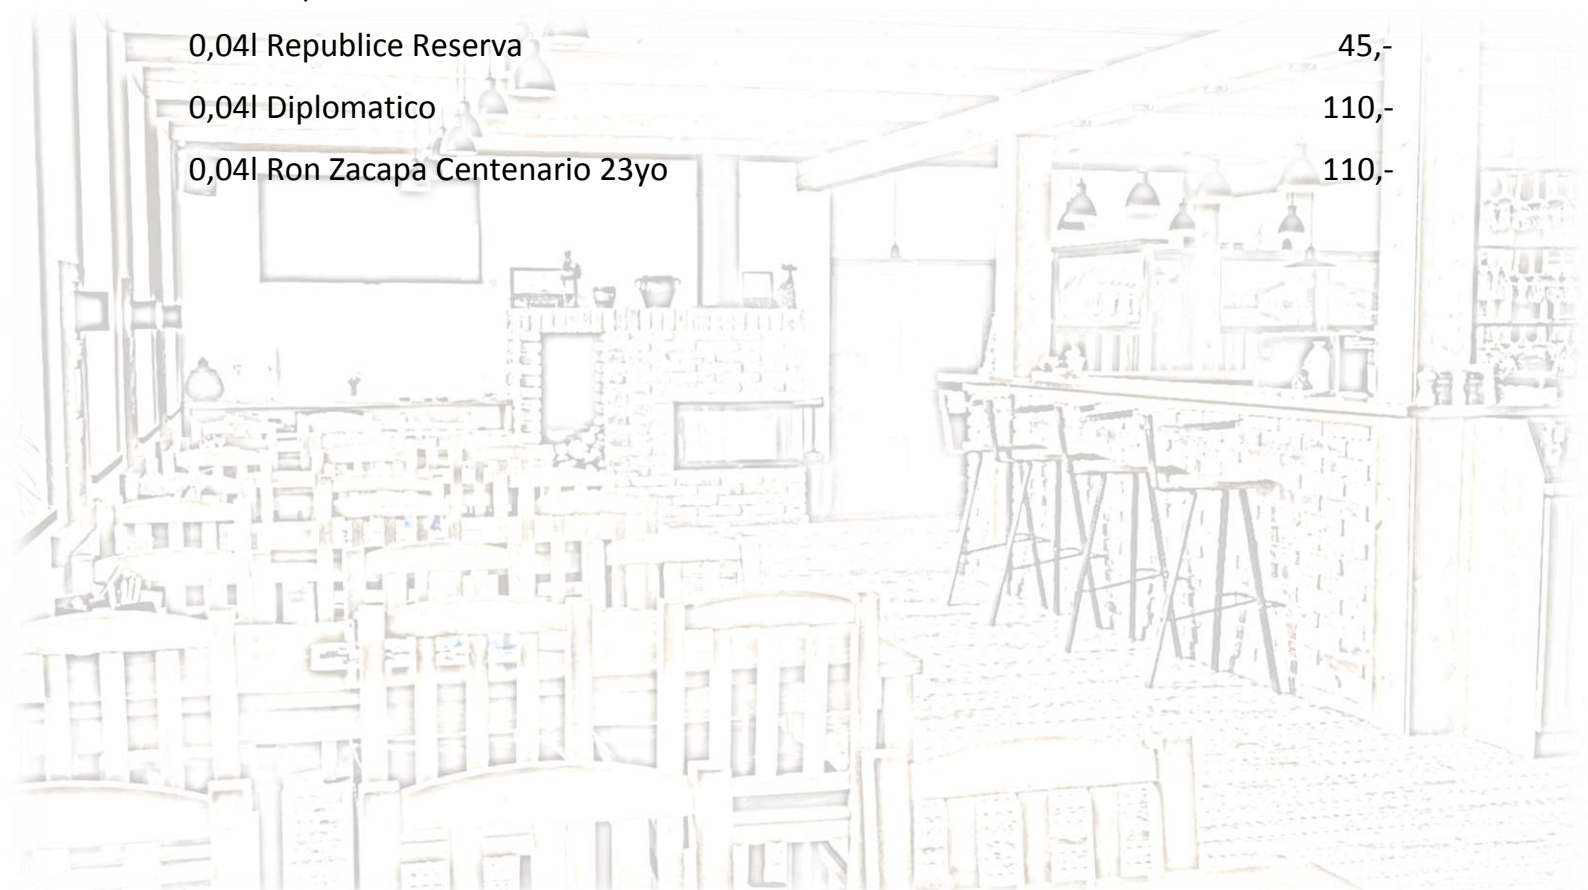 0,04l Republice Reserva 45,-
0,04l Diplomatico 110,-
0,04l Ron Zacapa Centenario 23yo 110,-